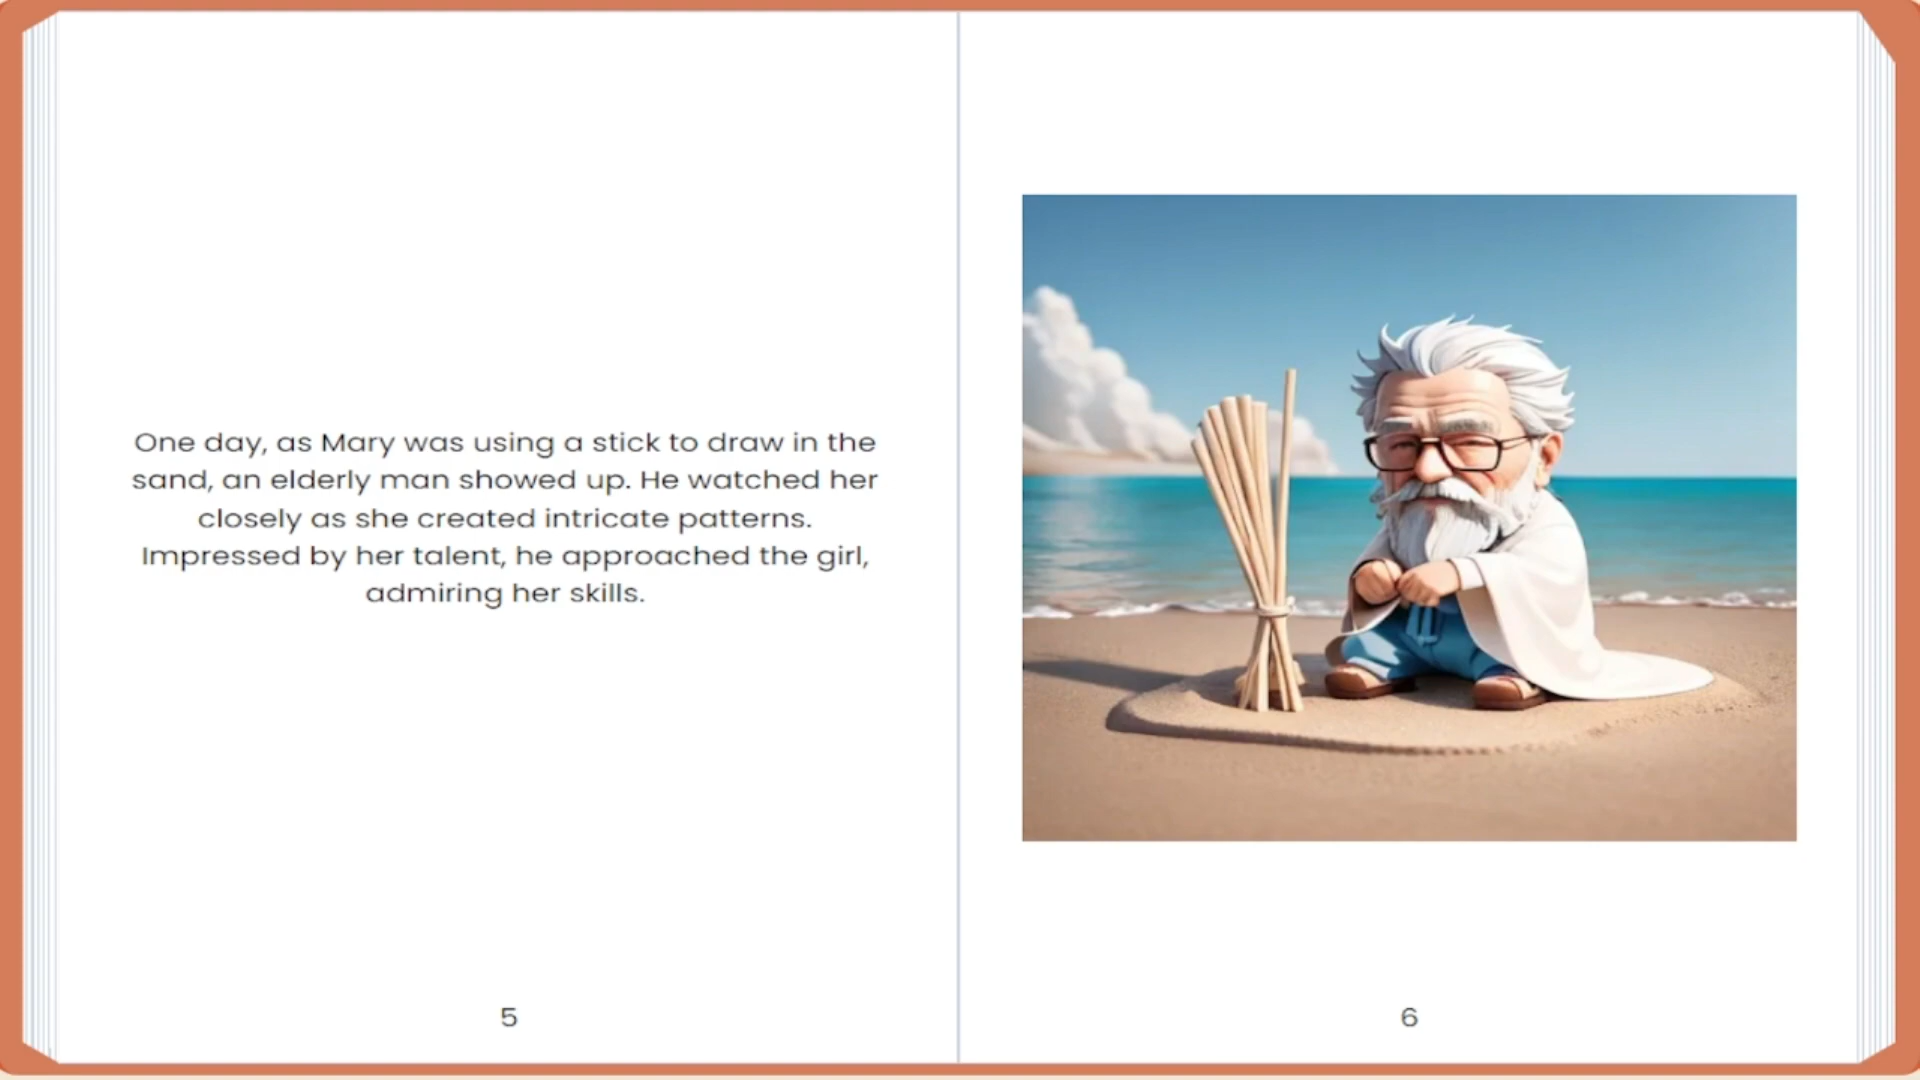 One day, as Mary was using a stick to draw in the
sand, an elderly man showed up. He watched her
closely as she created intricate patterns.
Impressed by her talent, he approached the girl,
admiring her skills.
5
6